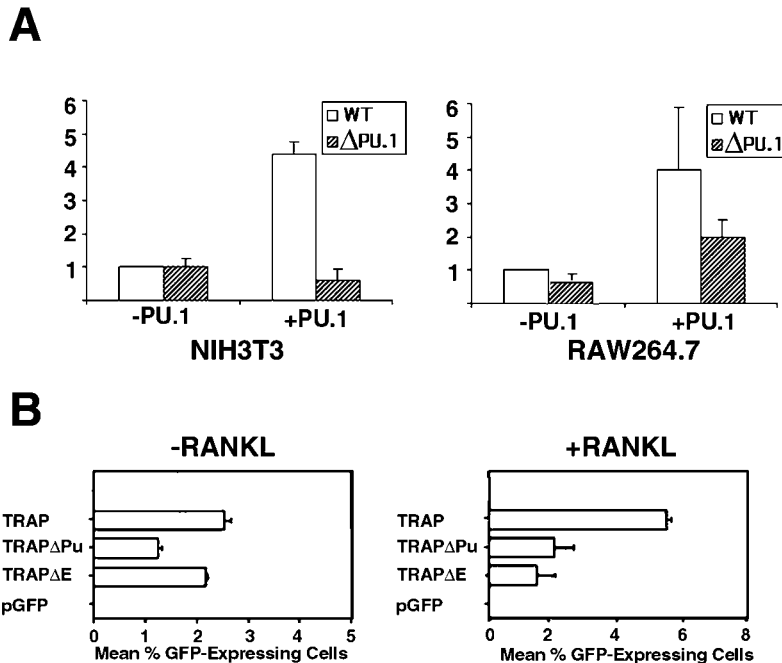 A
6
5
4
3
2
1
WT
ΔPU.1
-PU.1
+PU.1
NIH3T3
6
5
4
3
2
1
WT
ΔPU.1
-PU.1
+PU.1
RAW264.7
B
-RANKL
TRAP
TRAPΔPu
TRAPΔE
pGFP
0 1 2 3 4 5
Mean % GFP-Expressing Cells
+RANKL
TRAP
TRAPΔPu
TRAPΔE
pGFP
0 2 4 6 8
Mean % GFP-Expressing Cells